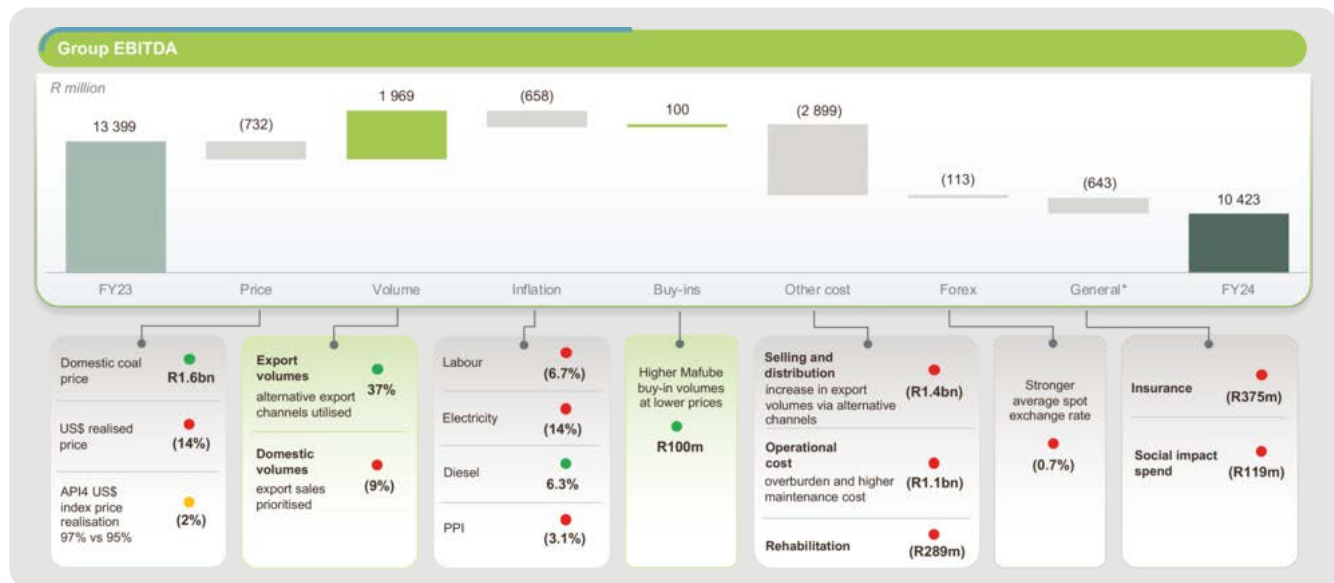 Group EBITDA
R million
13 399
(732)
1 969
(658)
100
(2 899)
(113)
(643)
10 423
FY23
Price
Volume
Inflation
Buy-ins
Other cost
Forex
General*
FY24
Domestic coal
price
R1.6bn
US$ realised
price
(14%)
API4 US$
index price
realisation
97% vs 95%
(2%)
Export
volumes
alternative export
channels utilised
37%
Domestic
volumes
export sales
prioritised
(9%)
Labour
(6.7%)
Electricity
(14%)
Diesel
6.3%
PPI
(3.1%)
Higher Mafube
buy-in volumes
at lower prices
R100m
Selling and
distribution
increase in export
volumes via alternative
channels
(R1.4bn)
Operational
cost
overburden and higher
maintenance cost
(R1.1bn)
Rehabilitation
(R289m)
Stronger
average spot
exchange rate
(0.7%)
Insurance
(R375m)
Social impact
spend
(R119m)